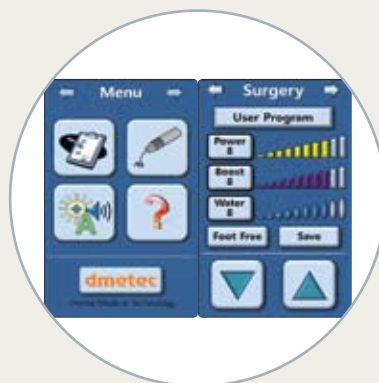 Menu
User Program
Surgery
Power
8
Boost
8
Water
8
Foot Free
Save
dmetec